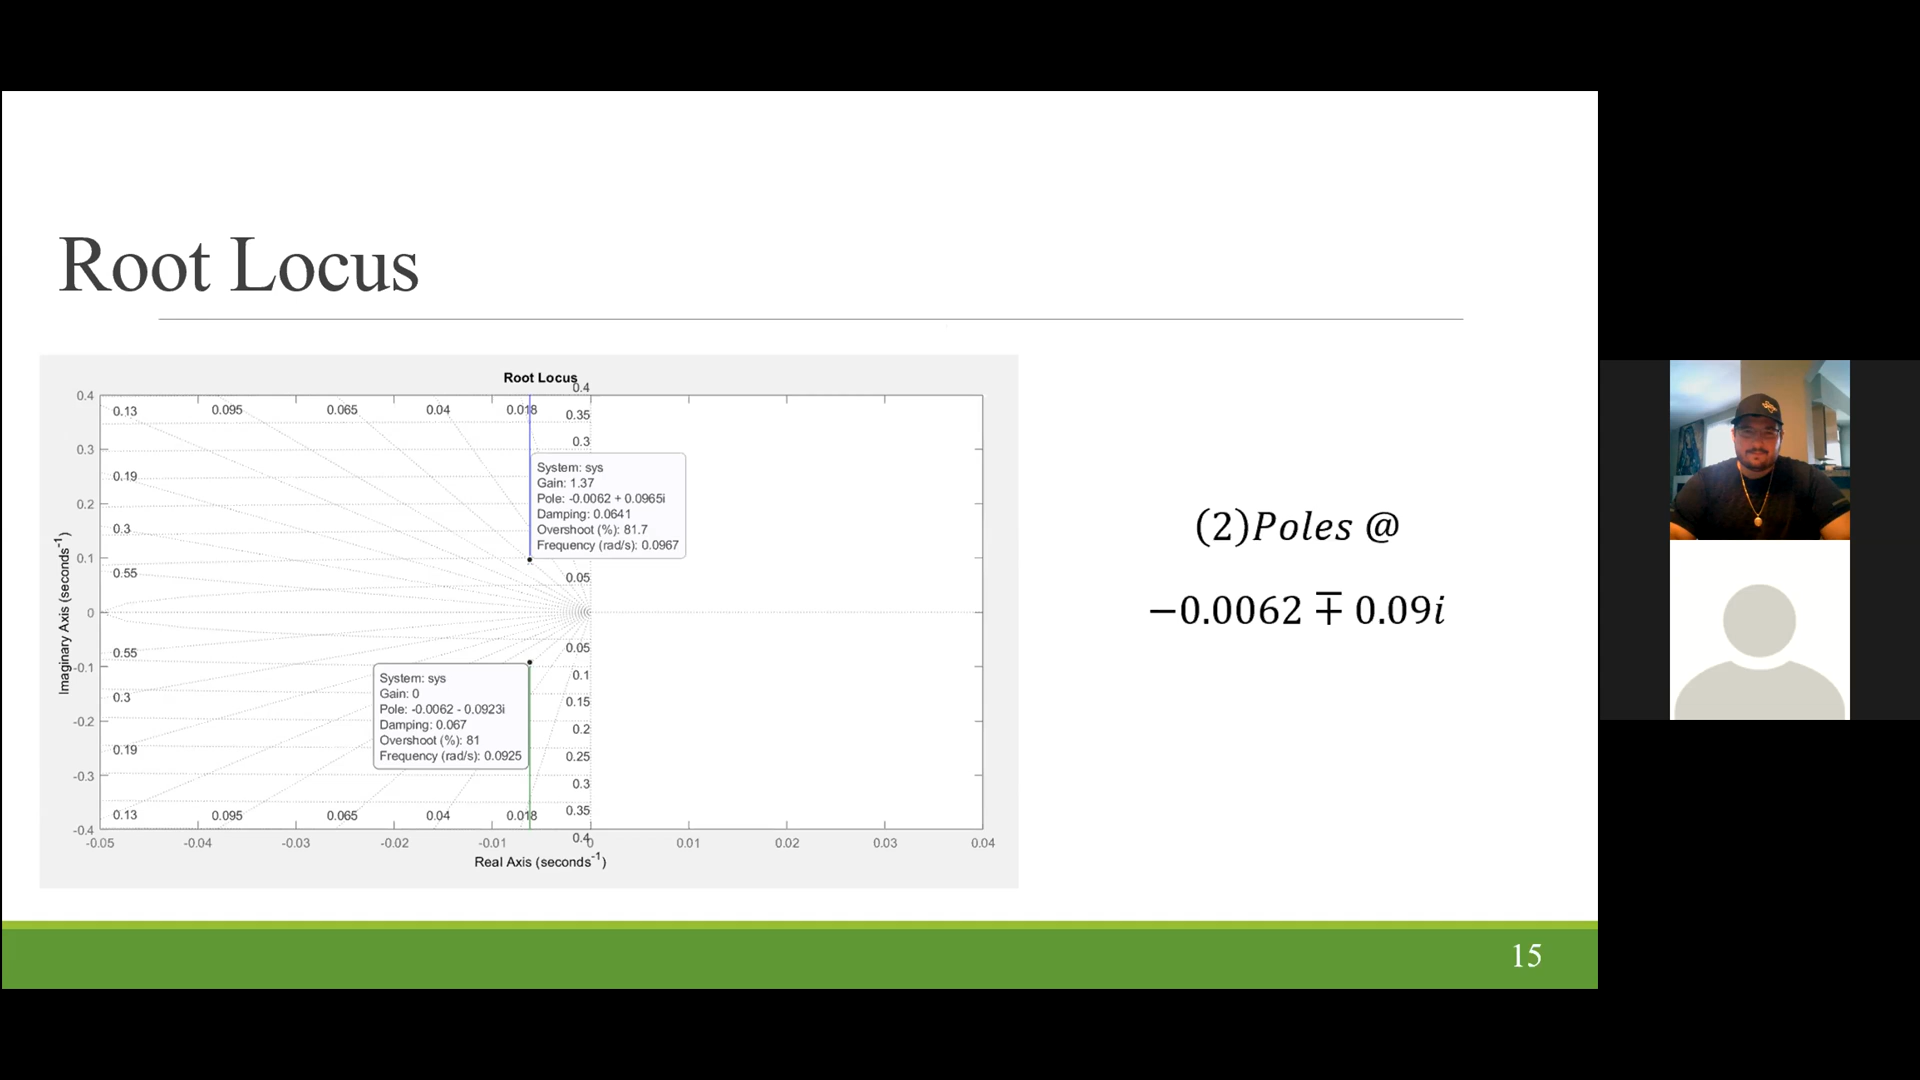 Root Locus
Root Locus
0.4
0.3
0.2
0.1
0
-0.1
-0.2
-0.3
-0.4
Imaginary Axis (seconds⁻¹)
0.13
0.095
0.065
0.04
0.018
0.19
0.3
0.55
0.55
0.3
0.19
0.13
0.095
0.065
0.04
0.018
0.4
0.35
0.3
0.05
0.05
0.1
0.15
0.2
0.25
0.3
0.35
0.4
System: sys
Gain: 1.37
Pole: -0.0062 + 0.0965i
Damping: 0.0641
Overshoot (%): 81.7
Frequency (rad/s): 0.0967
System: sys
Gain: 0
Pole: -0.0062 - 0.0923i
Damping: 0.067
Overshoot (%): 81
Frequency (rad/s): 0.0925
-0.05 -0.04 -0.03 -0.02 -0.01 0 0.01 0.02 0.03 0.04
Real Axis (seconds⁻¹)
(2)Poles @
−0.0062 ∓ 0.09i
15